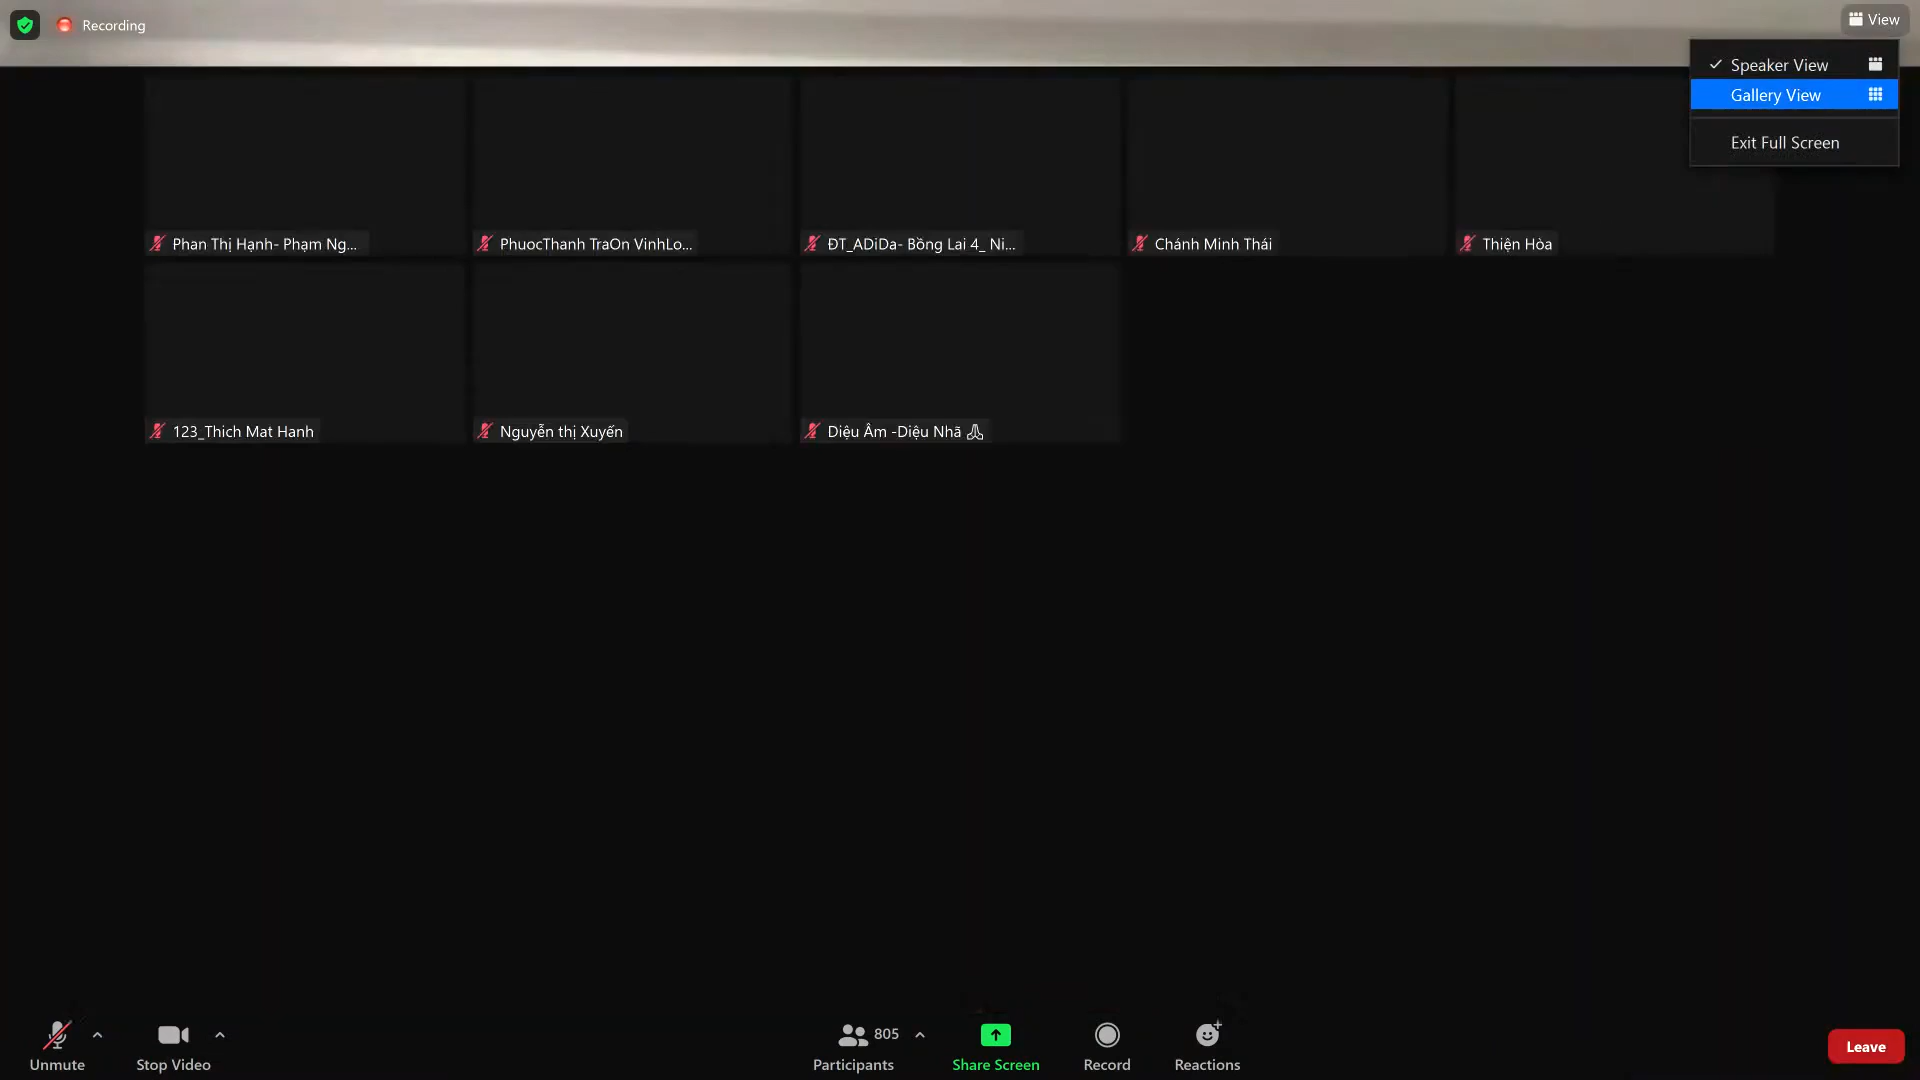 Recording
View
Speaker View
Gallery View
Exit Full Screen
Phan Thị Hạnh- Phạm Ng...
PhuocThanh TraOn VinhLo...
ĐT_ADiDa- Bồng Lai 4_ Ni...
Chánh Minh Thái
Thiện Hòa
123_Thich Mat Hanh
Nguyễn thị Xuyến
Diệu Âm -Diệu Nhã 🙏
Unmute
Stop Video
805
Participants
Share Screen
Record
Reactions
Leave